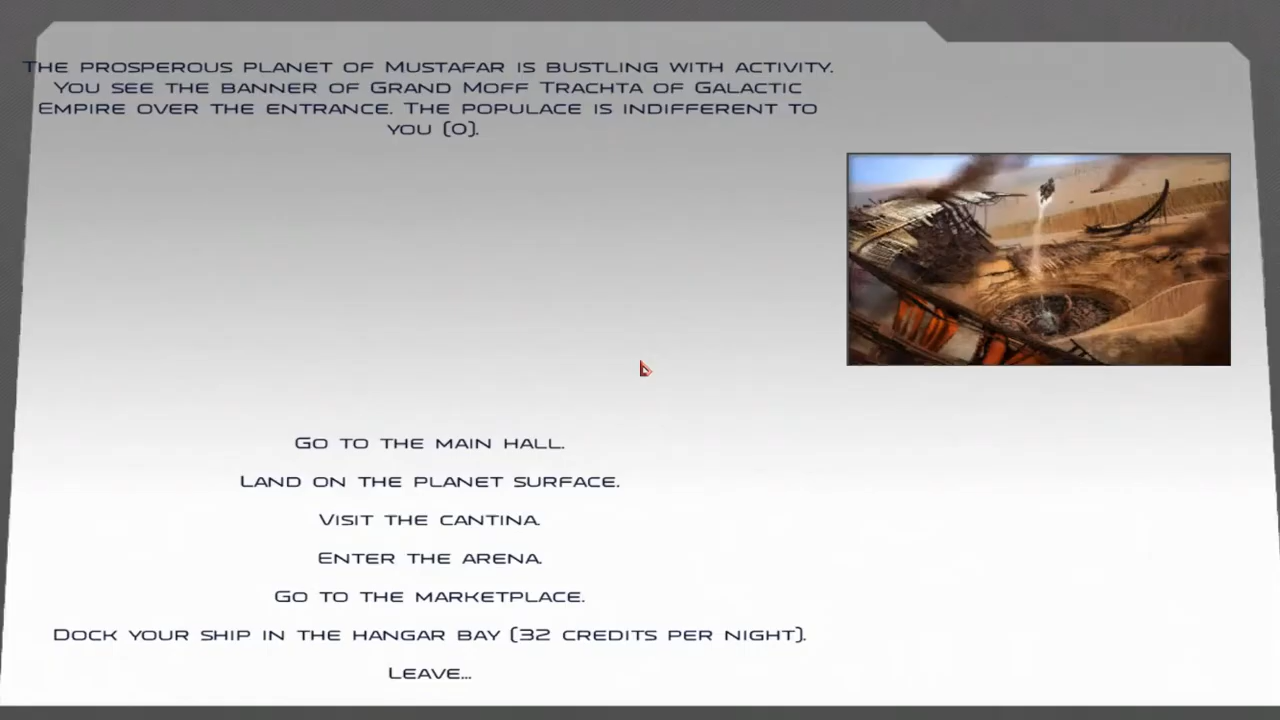 The prosperous planet of Mustafar is bustling with activity.
You see the banner of Grand Moff Trachta of Galactic
Empire over the entrance. The populace is indifferent to
you (0).
Go to the main hall.
Land on the planet surface.
Visit the cantina.
Enter the arena.
Go to the marketplace.
Dock your ship in the hangar bay (32 credits per night).
Leave...